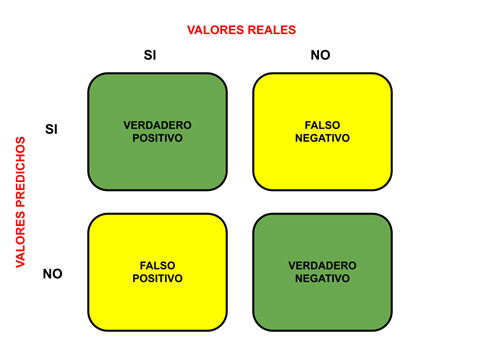 VALORES REALES
SI
NO
SI
VERDADERO
POSITIVO
FALSO
NEGATIVO
VALORES PREDICHOS
NO
FALSO
POSITIVO
VERDADERO
NEGATIVO